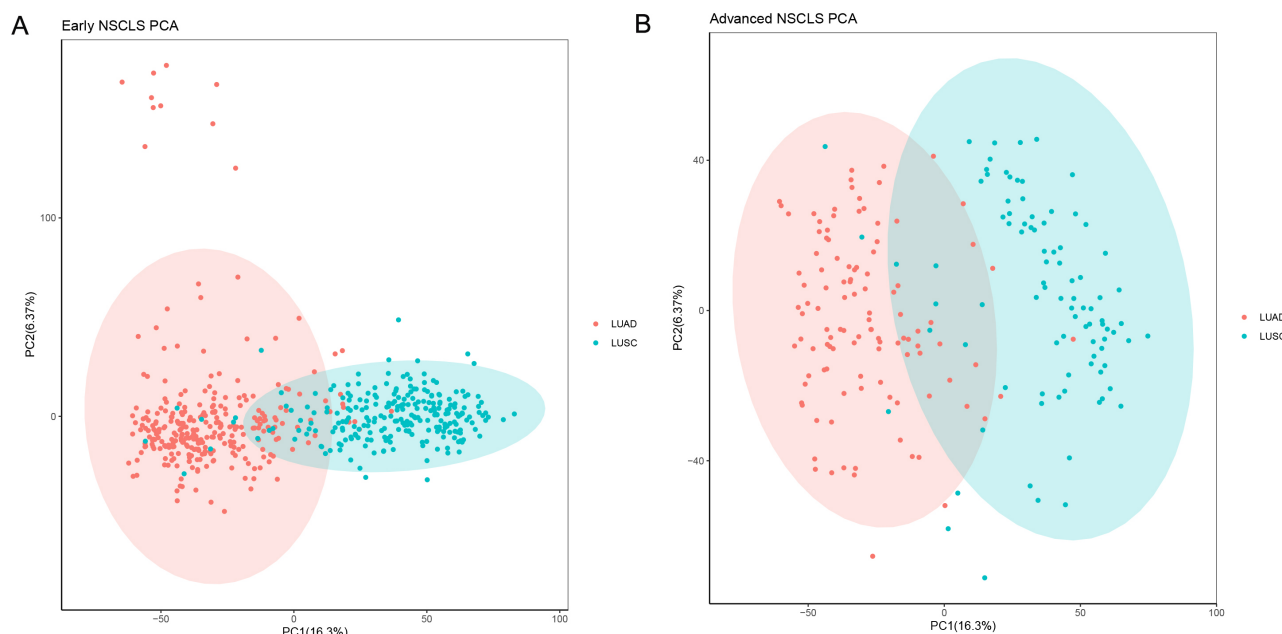 A
Early NSCLS PCA
PC2(6.37%)
100
0
−50
0
50
100
PC1(16.3%)
LUAD
LUSC
B
Advanced NSCLS PCA
PC2(6.37%)
40
0
−40
−50
0
50
100
PC1(16.3%)
LUAD
LUSC